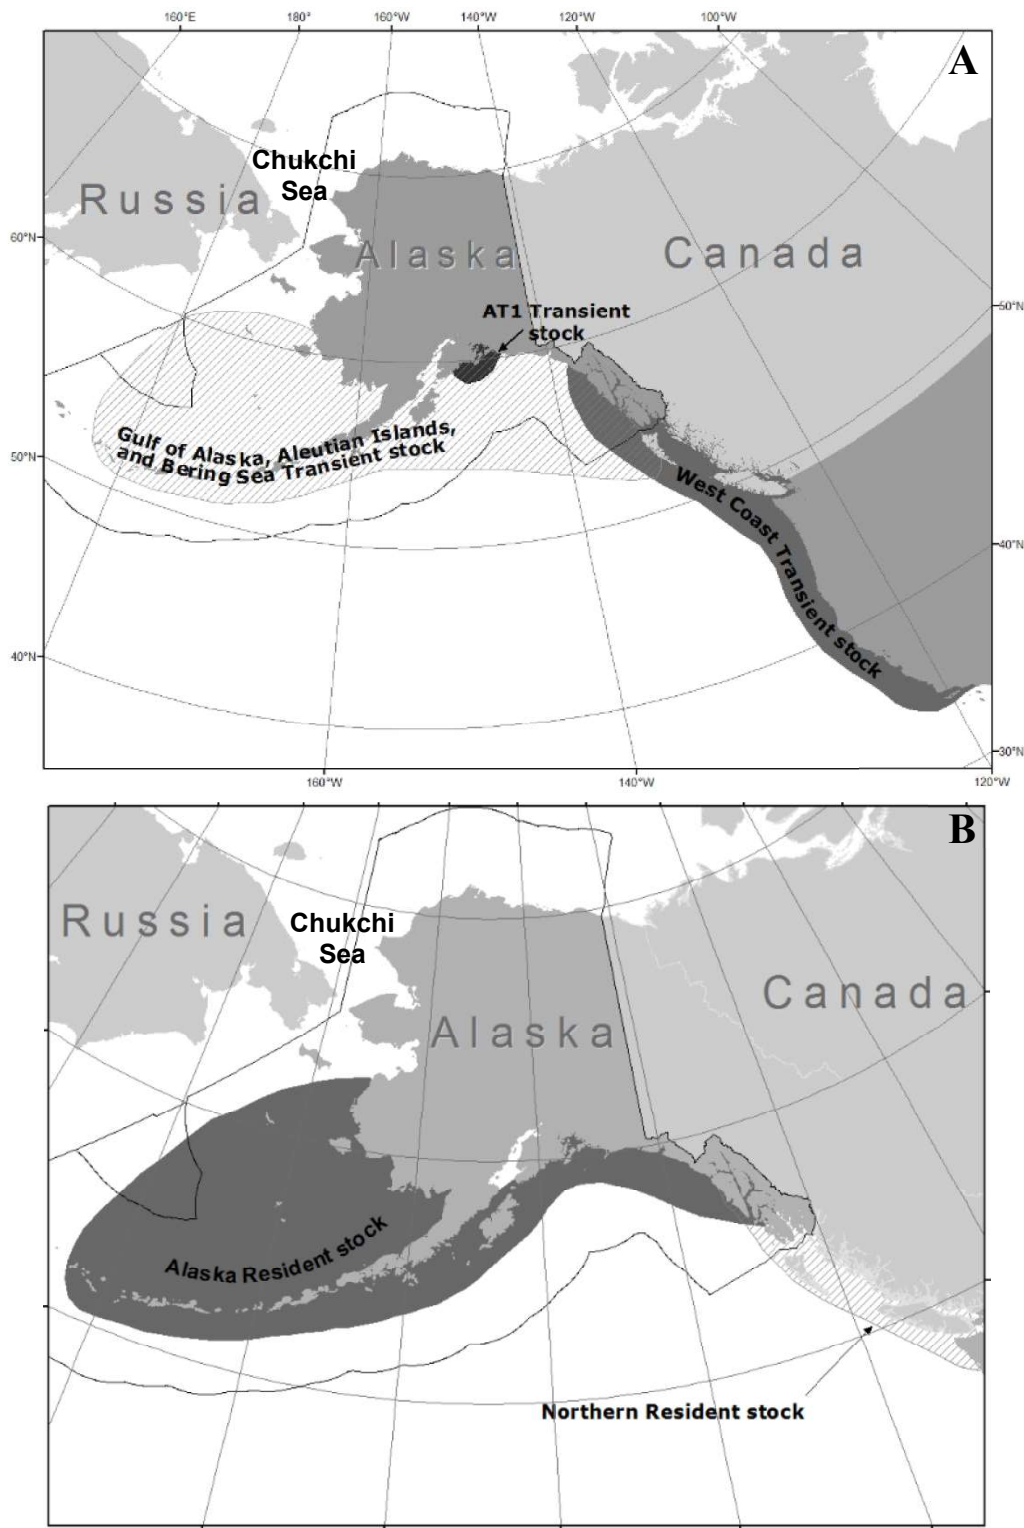 160°E 180° 160°W 140°W 120°W 100°W
A
Chukchi
Sea
Russia
60°N
Alaska
Canada
50°N
AT1 Transient
stock
Gulf of Alaska, Aleutian Islands,
and Bering Sea Transient stock
50°N
West Coast Transient stock
40°N
40°N
30°N
160°W 140°W 120°W
B
Russia
Chukchi
Sea
Canada
Alaska
Alaska Resident stock
Northern Resident stock